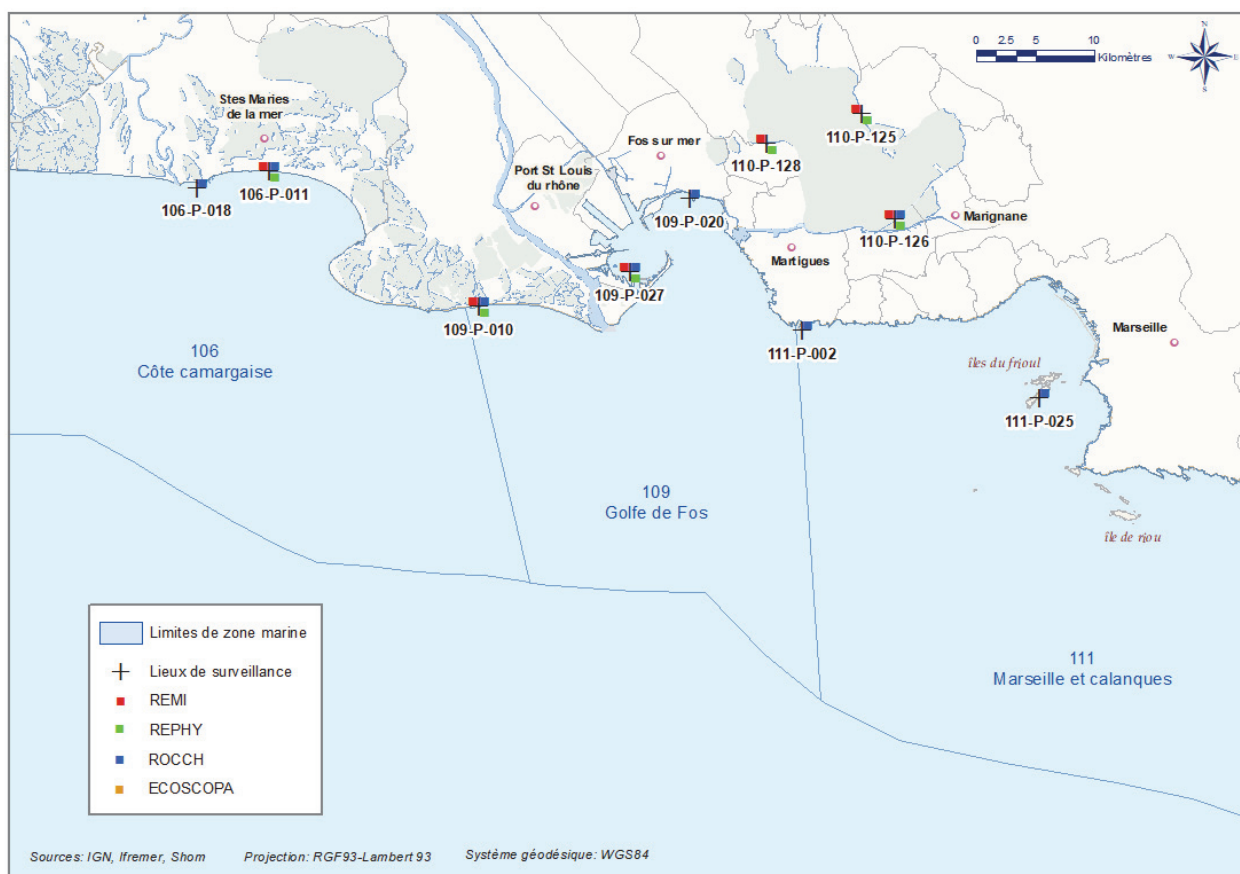 N
W
E
S
0 2.5 5 10
Kilomètres
Stes Maries
de la mer
Fos sur mer
Port St Louis
du rhône
110-P-125
110-P-128
106-P-018
106-P-011
109-P-020
110-P-126
Marignane
Martigues
109-P-027
109-P-010
111-P-002
Marseille
îles du frioul
111-P-025
106
Côte camargaise
109
Golfe de Fos
île de riou
111
Marseille et calanques
Limites de zone marine
Lieux de surveillance
REMI
REPHY
ROCCH
ECOSCOPA
Sources: IGN, Ifremer, Shom Projection: RGF93-Lambert 93 Système géodésique: WGS84